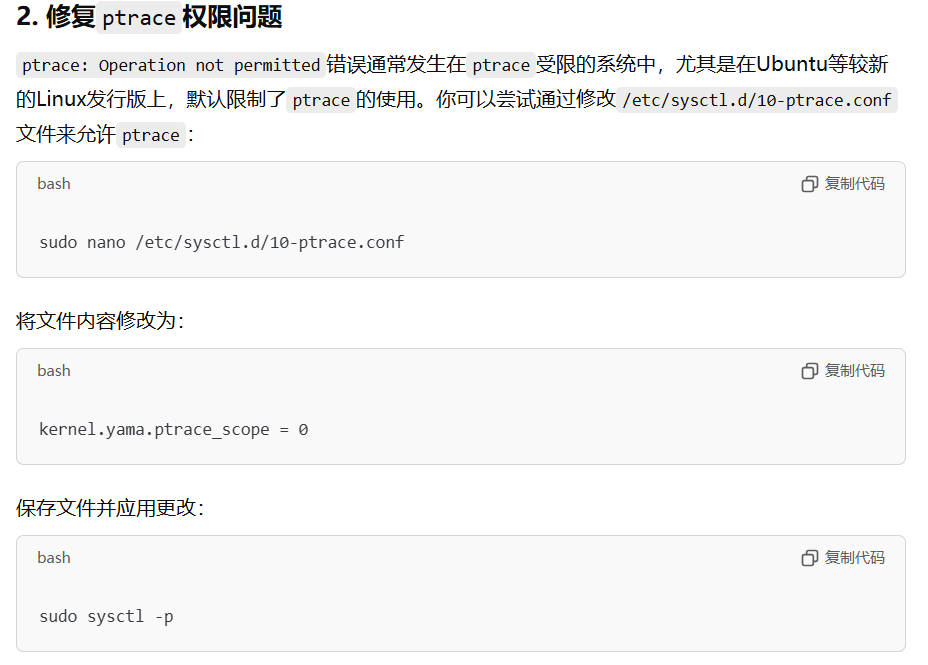 2. 修复 ptrace 权限问题
ptrace: Operation not permitted 错误通常发生在 ptrace 受限的系统中，尤其是在Ubuntu等较新
的Linux发行版上，默认限制了 ptrace 的使用。你可以尝试通过修改 /etc/sysctl.d/10-ptrace.conf
文件来允许 ptrace：
bash 复制代码
sudo nano /etc/sysctl.d/10-ptrace.conf
将文件内容修改为：
bash 复制代码
kernel.yama.ptrace_scope = 0
保存文件并应用更改：
bash 复制代码
sudo sysctl -p